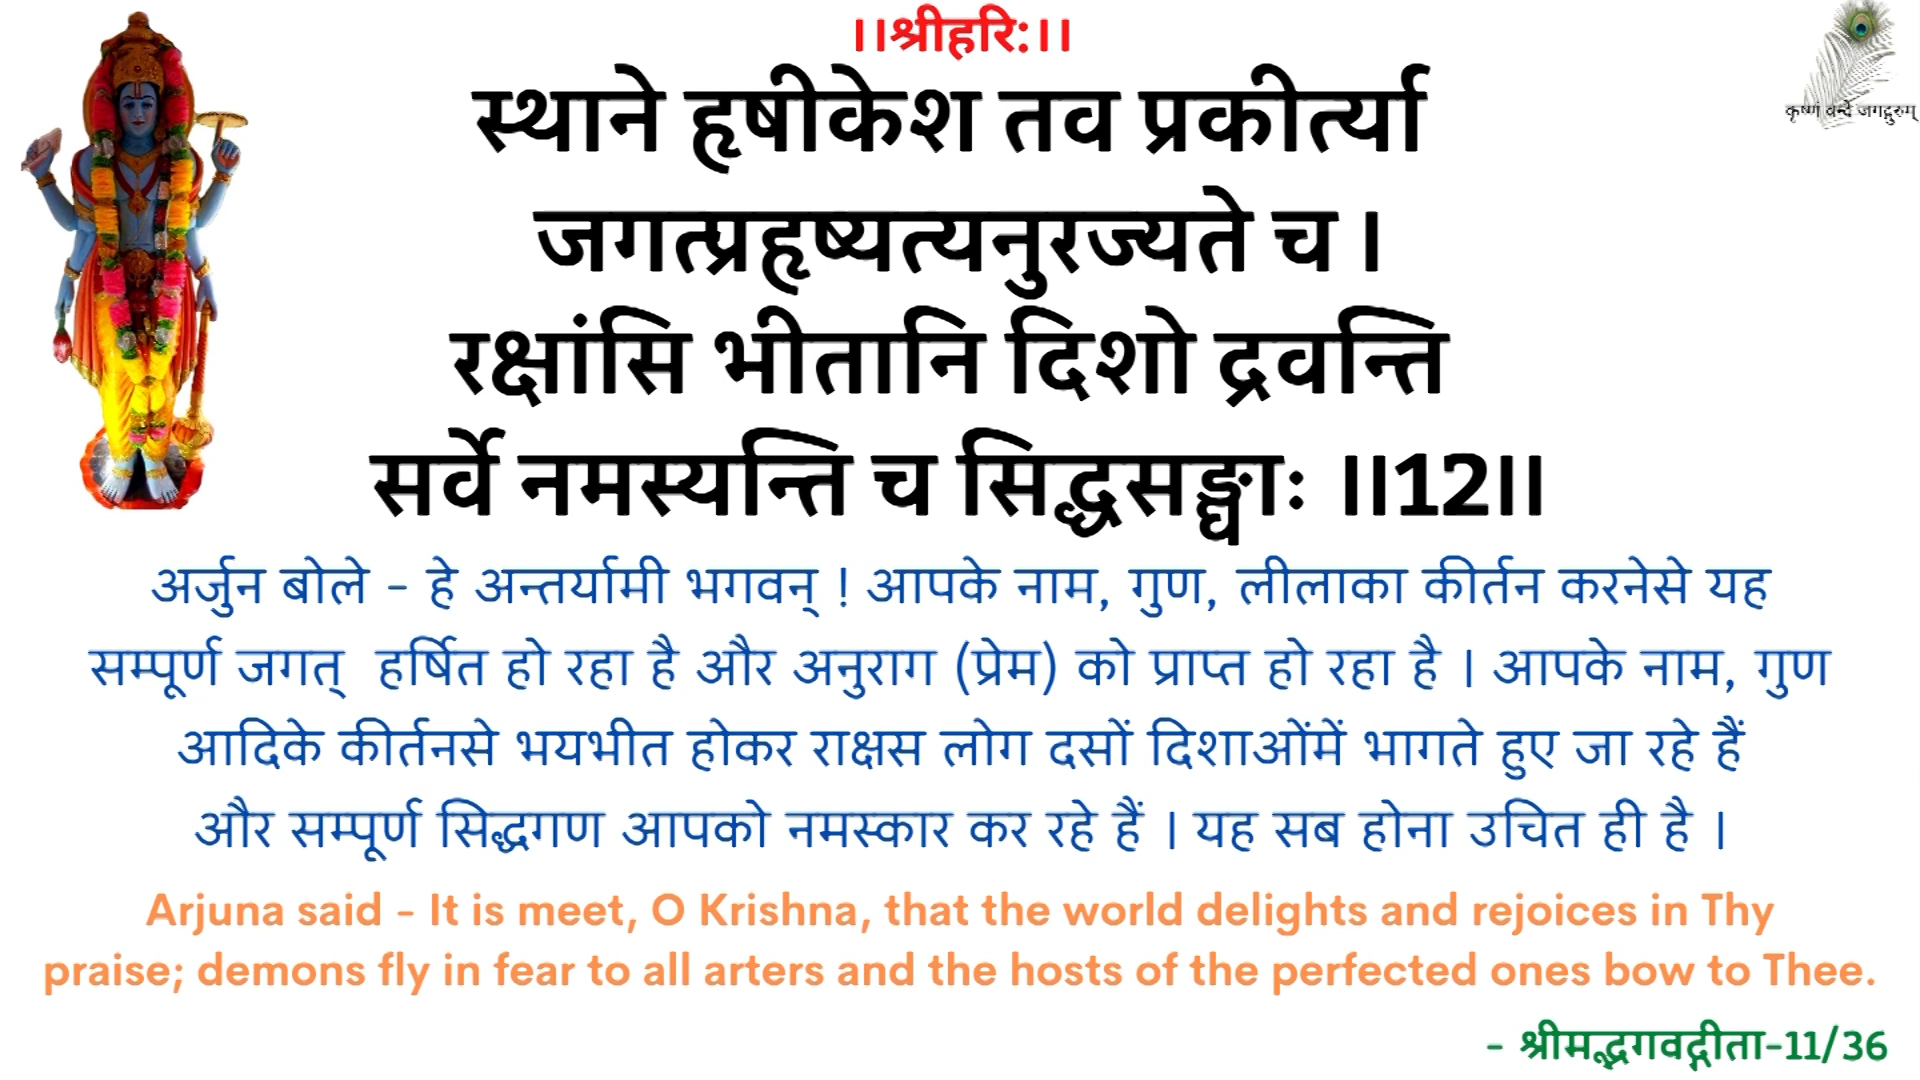 ।।श्रीहरि:।।
कृष्णं वन्दे जगद्गुरुम्
स्थाने हृषीकेश तव प्रकीर्त्या
जगत्प्रहृष्यत्यनुरज्यते च ।
रक्षांसि भीतानि दिशो द्रवन्ति
सर्वे नमस्यन्ति च सिद्धसङ्घाः ।।12।।
अर्जुन बोले - हे अन्तर्यामी भगवन् ! आपके नाम, गुण, लीलाका कीर्तन करनेसे यह
सम्पूर्ण जगत् हर्षित हो रहा है और अनुराग (प्रेम) को प्राप्त हो रहा है । आपके नाम, गुण
आदिके कीर्तनसे भयभीत होकर राक्षस लोग दसों दिशाओंमें भागते हुए जा रहे हैं
और सम्पूर्ण सिद्धगण आपको नमस्कार कर रहे हैं । यह सब होना उचित ही है ।
Arjuna said - It is meet, O Krishna, that the world delights and rejoices in Thy
praise; demons fly in fear to all arters and the hosts of the perfected ones bow to Thee.
- श्रीमद्भगवद्गीता-11/36